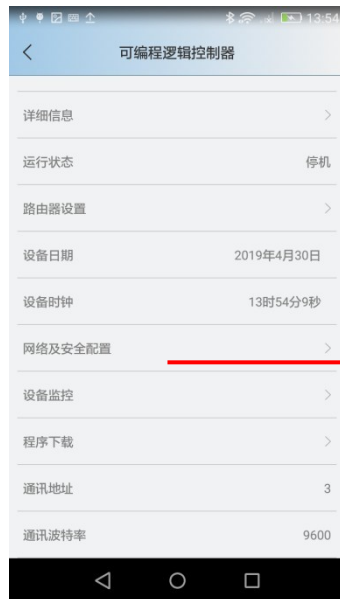 13:54
可编程逻辑控制器
详细信息
运行状态 停机
路由器设置
设备日期 2019年4月30日
设备时钟 13时54分9秒
网络及安全配置
设备监控
程序下载
通讯地址 3
通讯波特率 9600